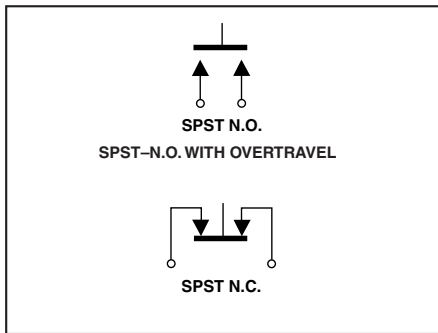 SPST N.O.
SPST–N.O. WITH OVERTRAVEL
SPST N.C.